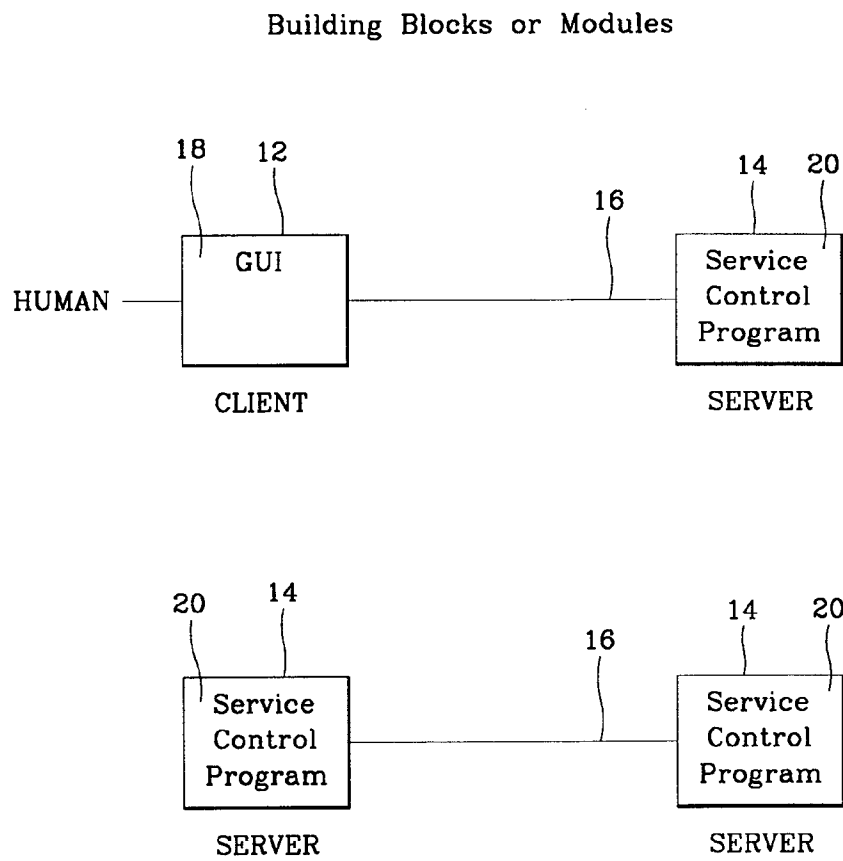 Building Blocks or Modules
18
12
16
14
20
HUMAN
GUI
Service
Control
Program
CLIENT
SERVER
20
14
16
14
20
Service
Control
Program
Service
Control
Program
SERVER
SERVER